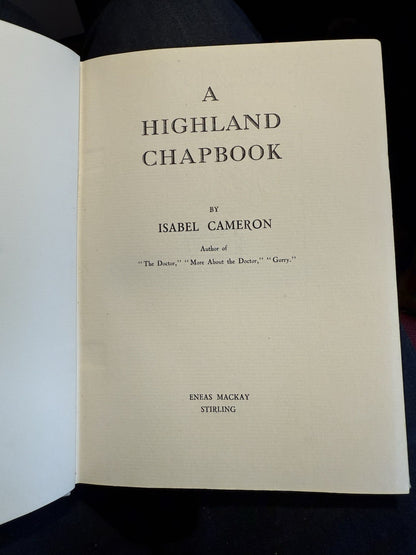 A
HIGHLAND
CHAPBOOK
BY
ISABEL CAMERON
Author of
"The Doctor," "More About the Doctor," "Gorry."
ENEAS MACKAY
STIRLING